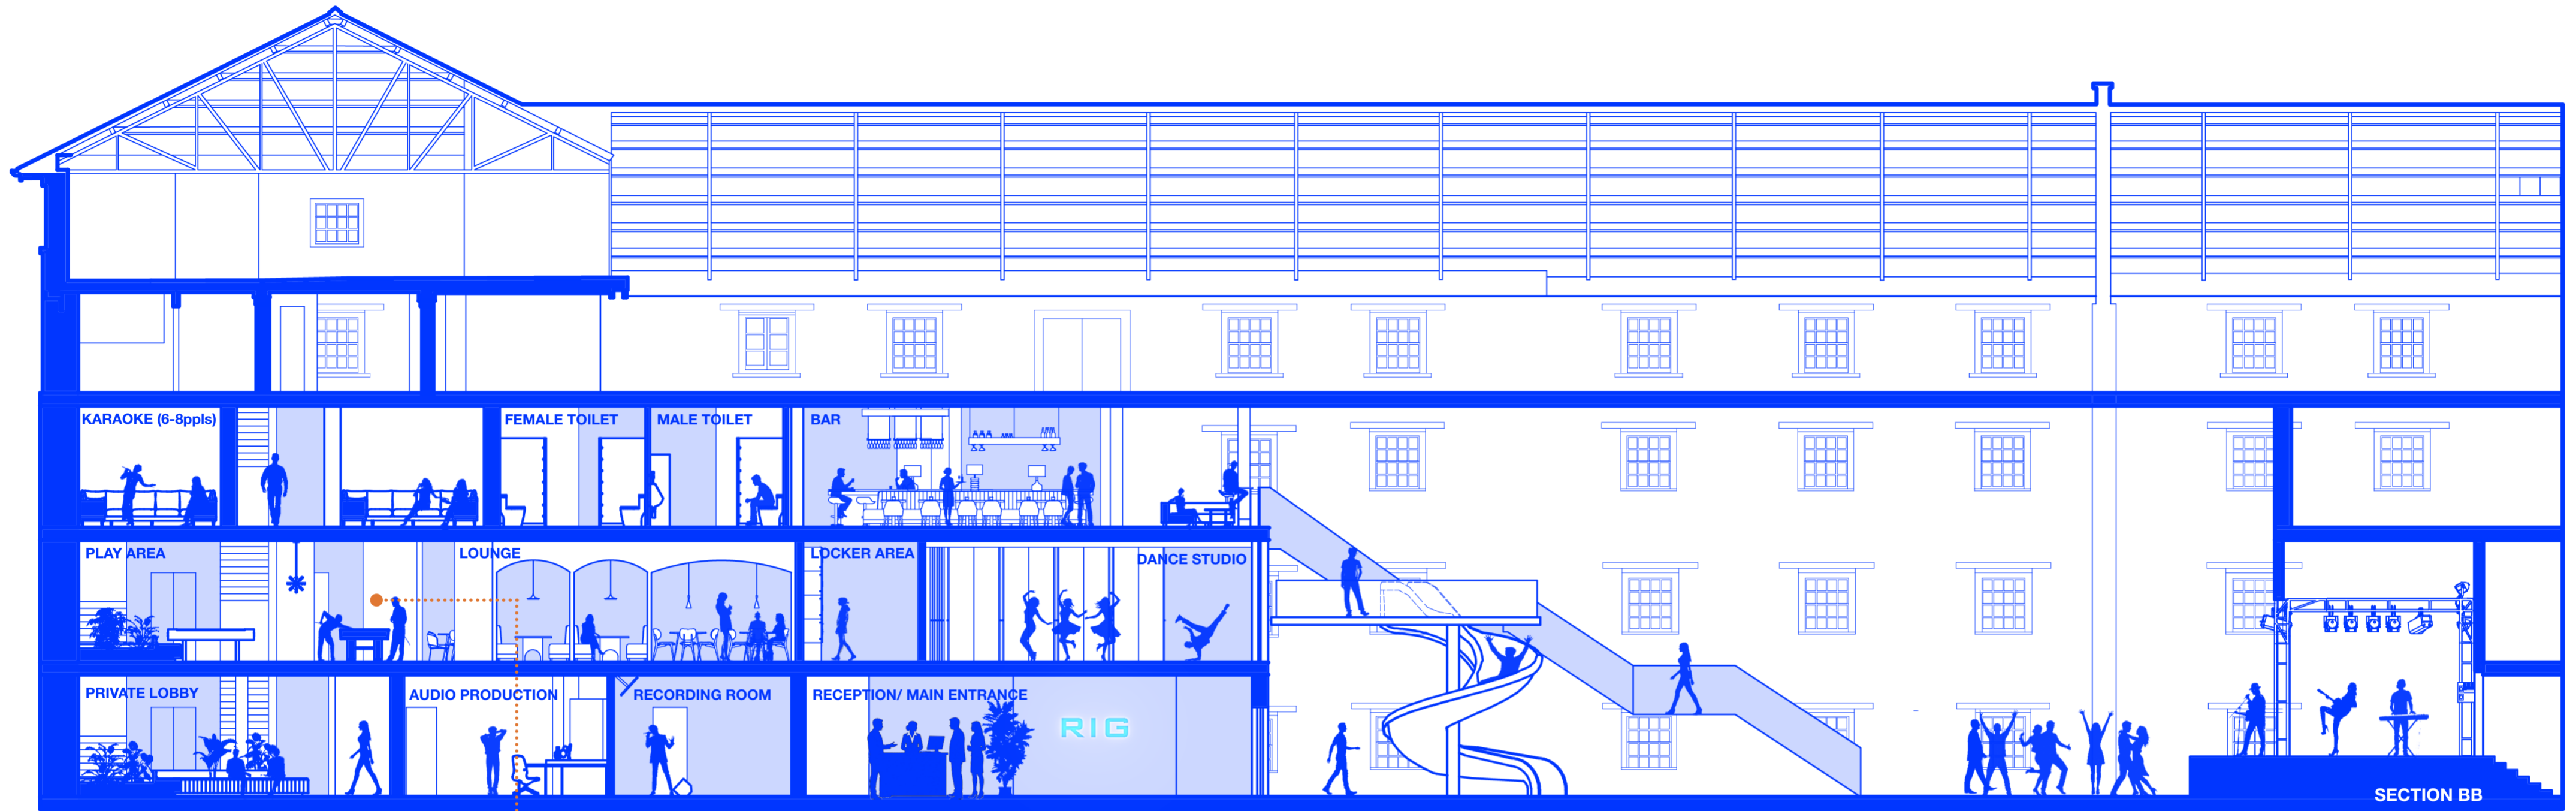 KARAOKE (6-8ppls)
FEMALE TOILET
MALE TOILET
BAR
PLAY AREA
LOUNGE
LOCKER AREA
DANCE STUDIO
PRIVATE LOBBY
AUDIO PRODUCTION
RECORDING ROOM
RECEPTION/ MAIN ENTRANCE
RIG
SECTION BB